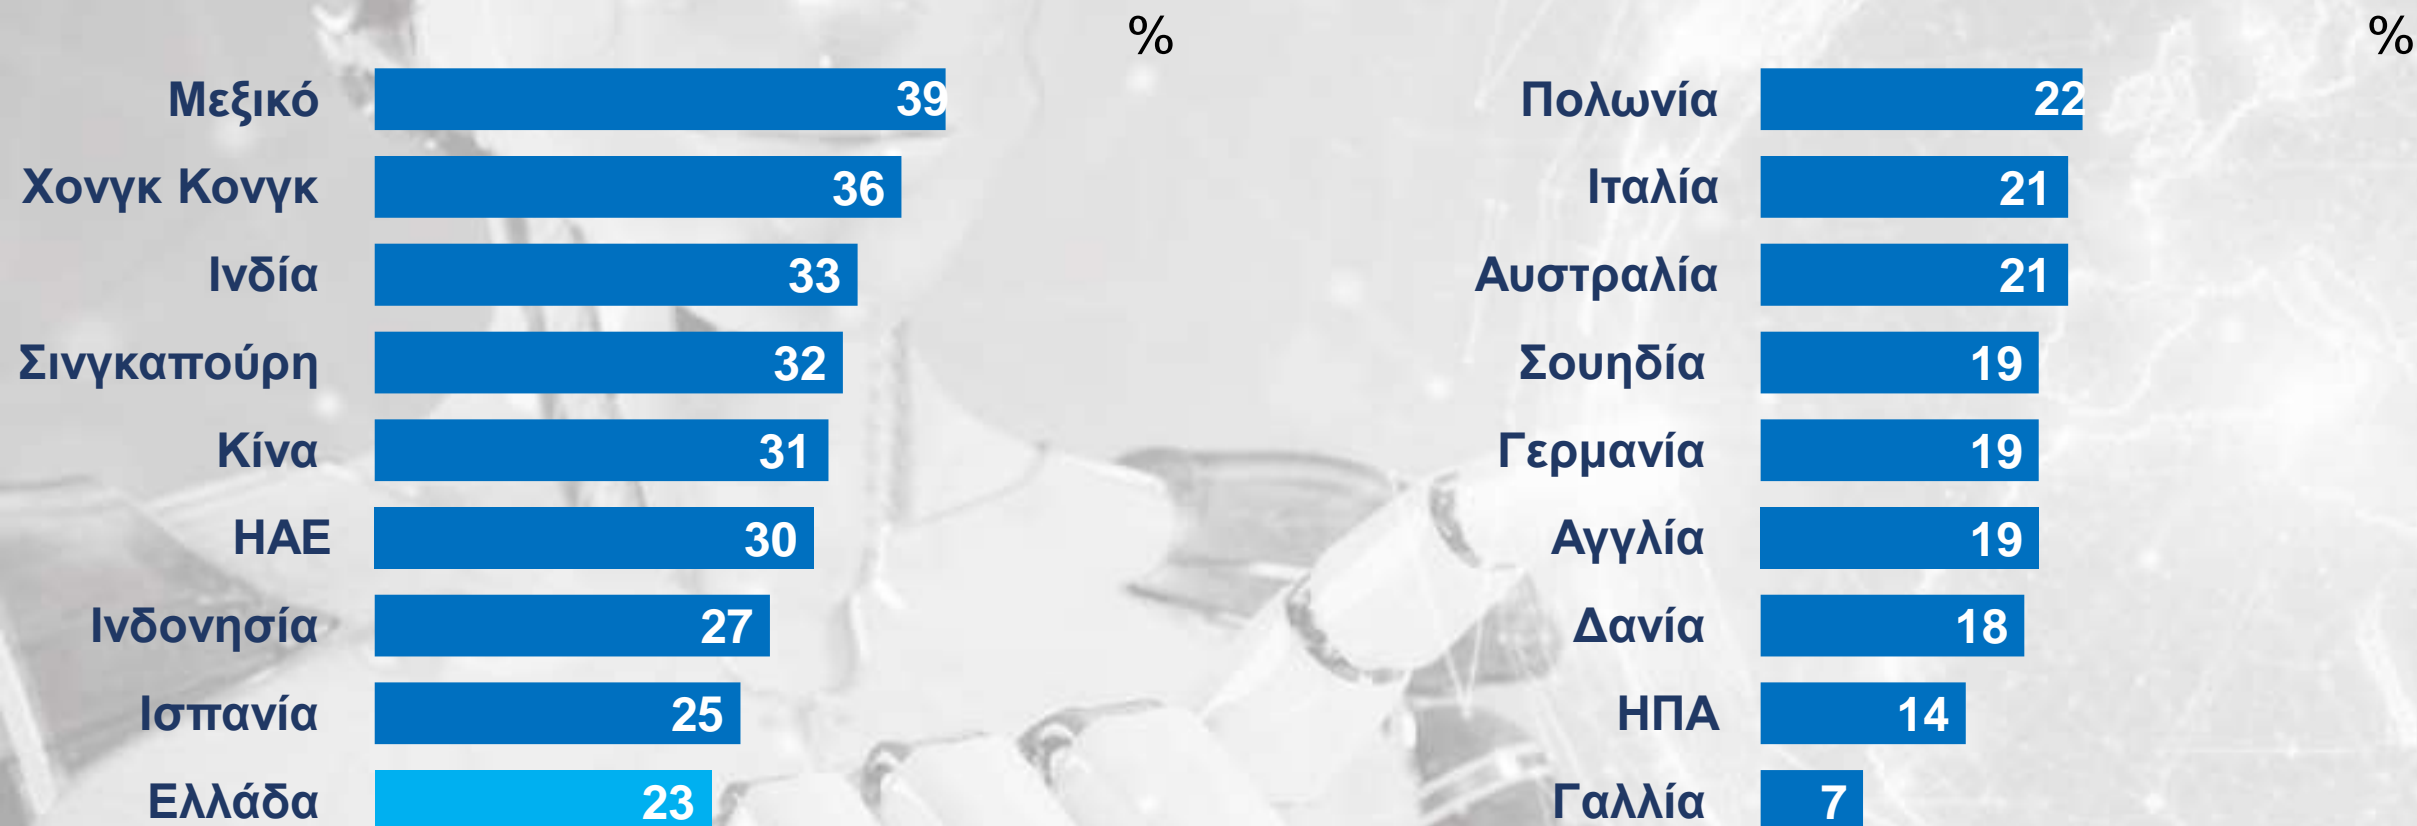 %
Μεξικό 39
Χονγκ Κονγκ 36
Ινδία 33
Σινγκαπούρη 32
Κίνα 31
ΗΑΕ 30
Ινδονησία 27
Ισπανία 25
Ελλάδα 23
%
Πολωνία 22
Ιταλία 21
Αυστραλία 21
Σουηδία 19
Γερμανία 19
Αγγλία 19
Δανία 18
ΗΠΑ 14
Γαλλία 7